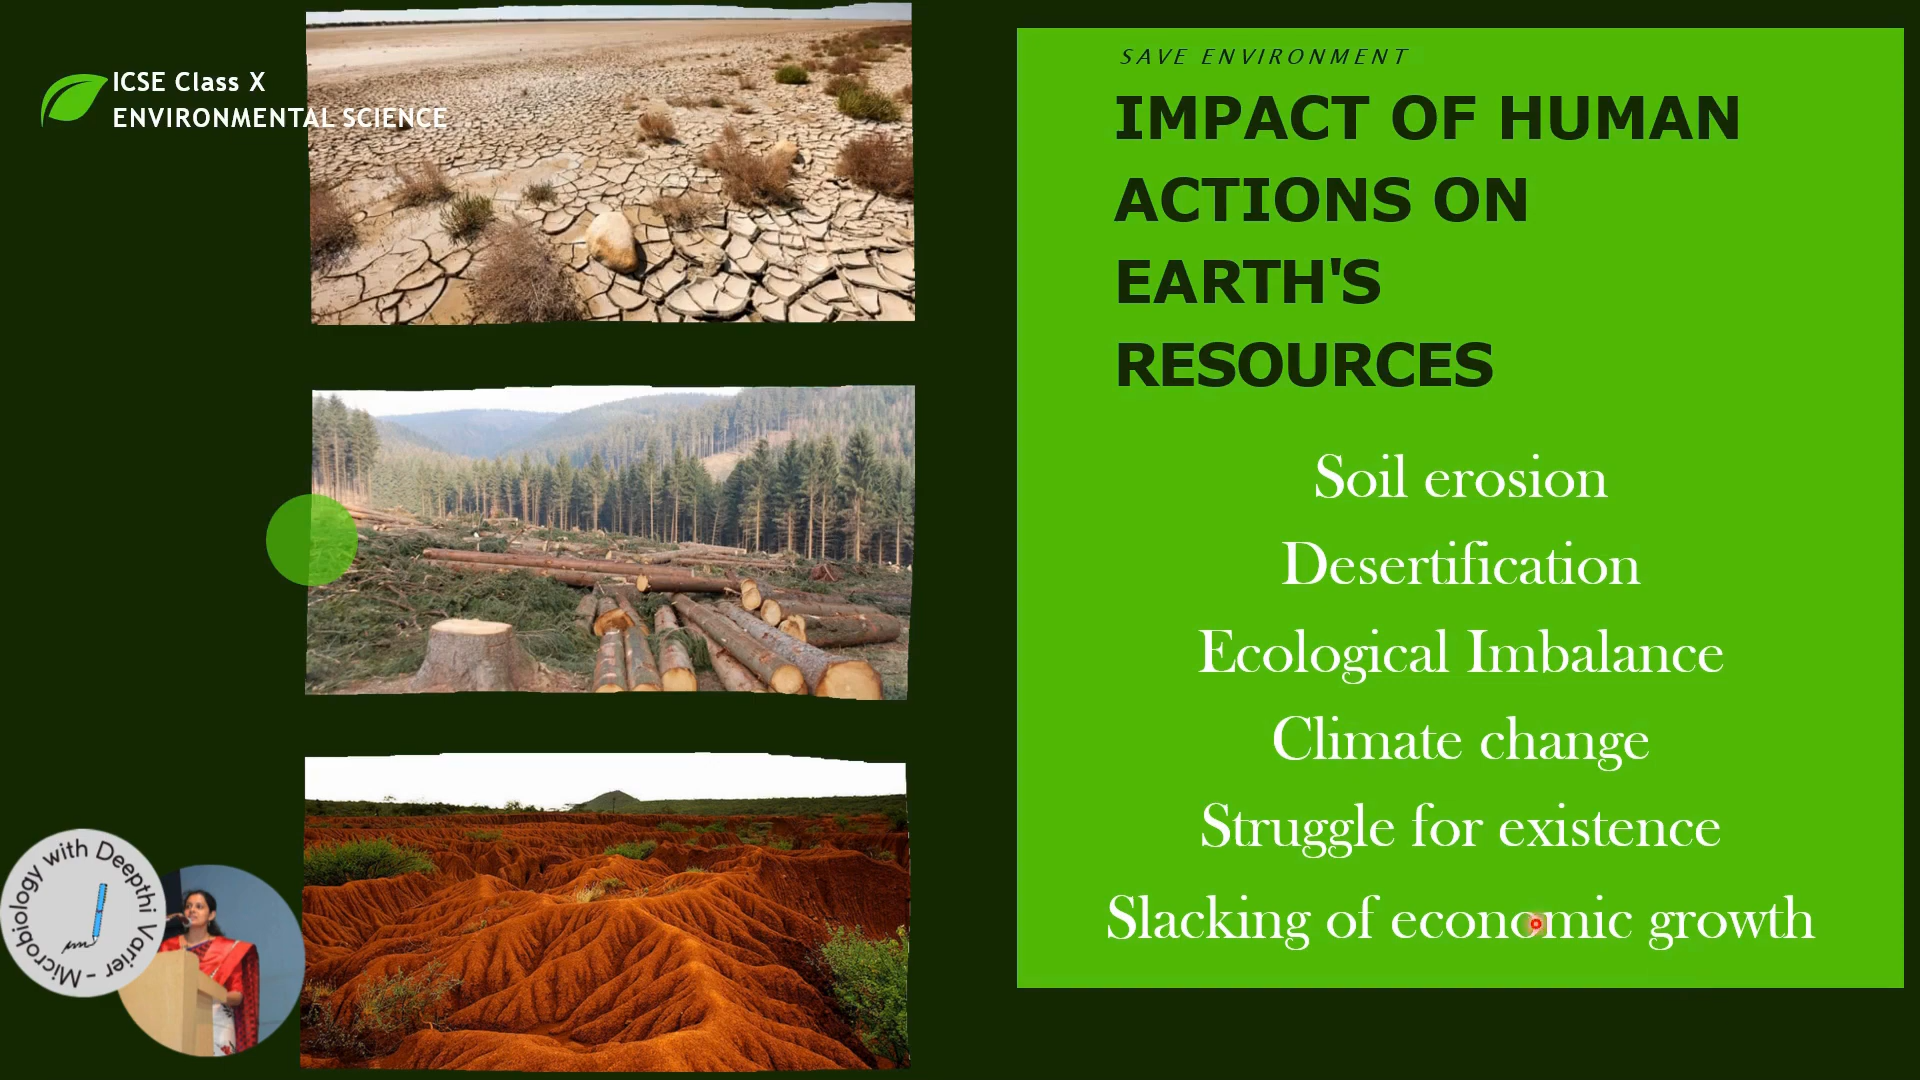 ICSE Class X
ENVIRONMENTAL SCIENCE
SAVE ENVIRONMENT
IMPACT OF HUMAN
ACTIONS ON
EARTH'S
RESOURCES
Soil erosion
Desertification
Ecological Imbalance
Climate change
Struggle for existence
Slacking of economic growth
Microbiology with Deepthi Varier -